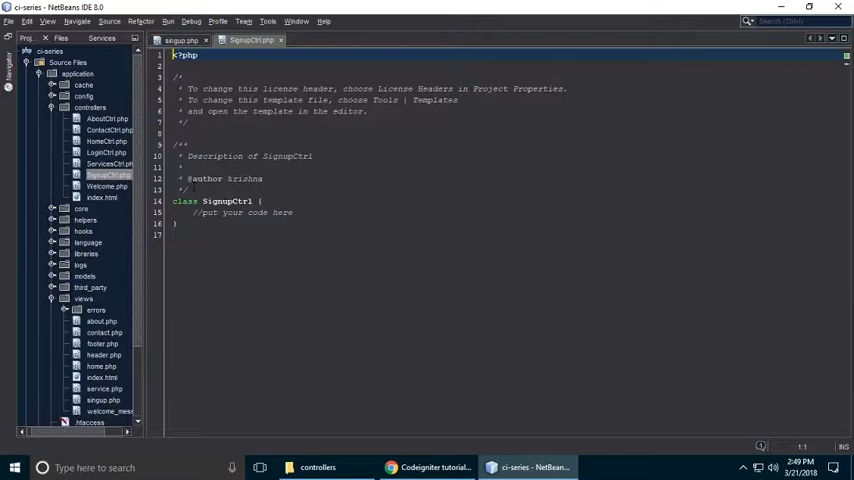 ci-series - NetBeans IDE 8.0
File Edit View Navigate Source Refactor Run Debug Profile Team Tools Window Help
Search (Ctrl+I)
Proj... Files Services
singup.php SignupCtrl.php
Navigator
ci-series
Source Files
application
cache
config
controllers
AboutCtrl.php
ContactCtrl.php
HomeCtrl.php
LoginCtrl.php
ServicesCtrl.php
SignupCtrl.php
Welcome.php
index.html
core
helpers
hooks
language
libraries
logs
models
third_party
views
errors
about.php
contact.php
footer.php
header.php
home.php
index.html
service.php
singup.php
welcome_mess
.htaccess
1 <?php
2
3 /*
4 * To change this license header, choose License Headers in Project Properties.
5 * To change this template file, choose Tools | Templates
6 * and open the template in the editor.
7 */
8
9 /**
10 * Description of SignupCtrl
11 *
12 * @author krishna
13 */
14 class SignupCtrl {
15 //put your code here
16 }
17
1:1 INS
Type here to search
controllers
Codeigniter tutorial...
ci-series - NetBean...
2:49 PM
3/21/2018